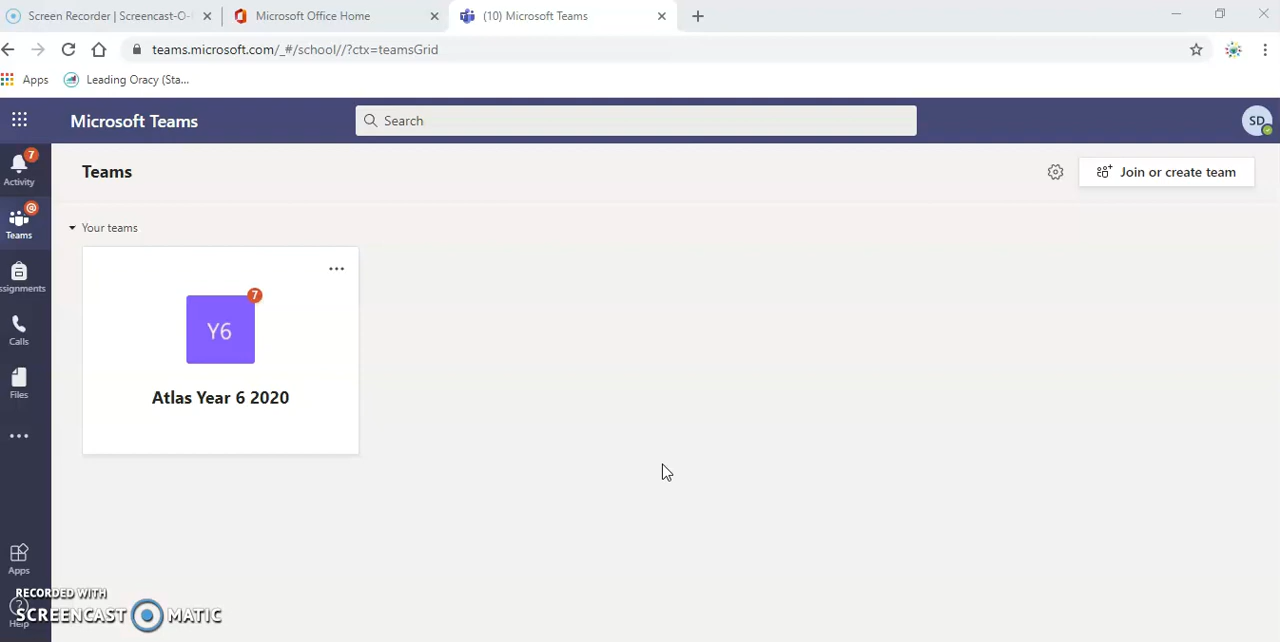 Screen Recorder | Screencast-O-
Microsoft Office Home
(10) Microsoft Teams
teams.microsoft.com/_#/school//?ctx=teamsGrid
Apps
Leading Oracy (Sta...
Microsoft Teams
Search
SD
7
Activity
Teams
Join or create team
@
Teams
Your teams
ssignments
7
Y6
Calls
Atlas Year 6 2020
Files
Apps
RECORDED WITH
SCREENCAST MATIC
Help